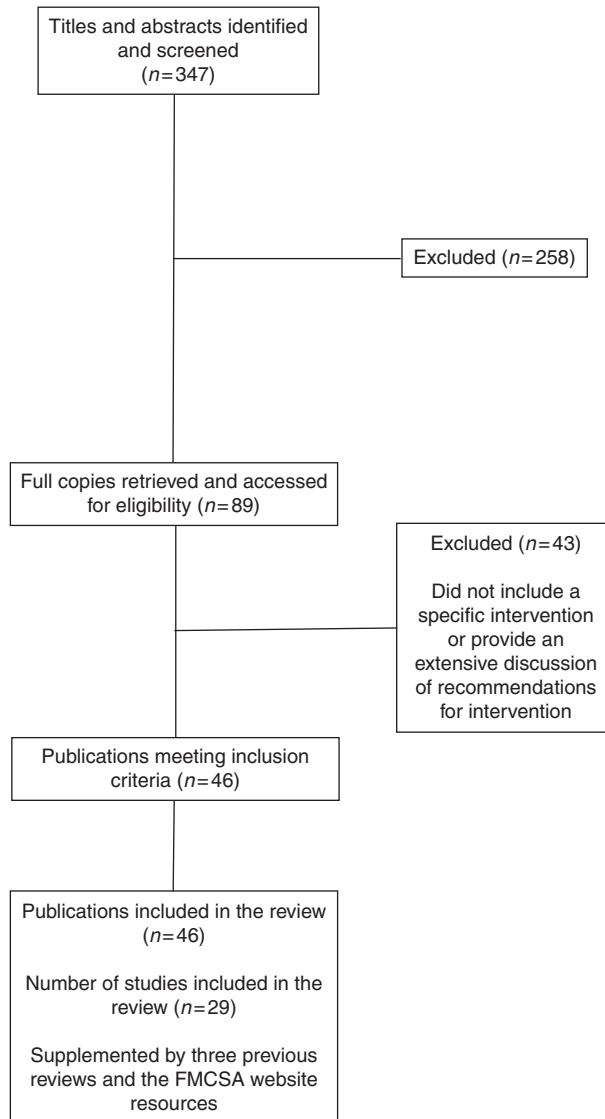 Titles and abstracts identified
and screened
(n=347)
Excluded (n=258)
Full copies retrieved and accessed
for eligibility (n=89)
Excluded (n=43)
Did not include a
specific intervention
or provide an
extensive discussion
of recommendations
for intervention
Publications meeting inclusion
criteria (n=46)
Publications included in the review
(n=46)
Number of studies included in the
review (n=29)
Supplemented by three previous
reviews and the FMCSA website
resources